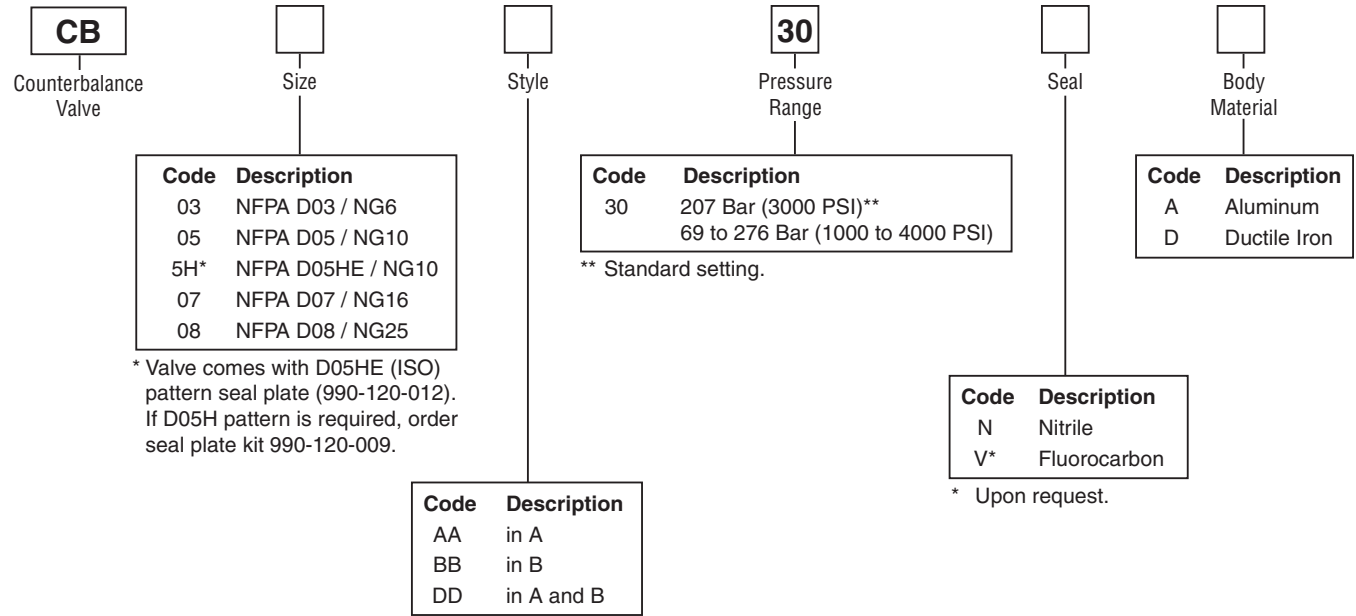 CB
30
Counterbalance
Valve
Size
Style
Pressure
Range
Seal
Body
Material
Code Description
03 NFPA D03 / NG6
05 NFPA D05 / NG10
5H* NFPA D05HE / NG10
07 NFPA D07 / NG16
08 NFPA D08 / NG25
* Valve comes with D05HE (ISO)
pattern seal plate (990-120-012).
If D05H pattern is required, order
seal plate kit 990-120-009.
Code Description
AA in A
BB in B
DD in A and B
Code Description
30 207 Bar (3000 PSI)**
69 to 276 Bar (1000 to 4000 PSI)
** Standard setting.
Code Description
N Nitrile
V* Fluorocarbon
* Upon request.
Code Description
A Aluminum
D Ductile Iron